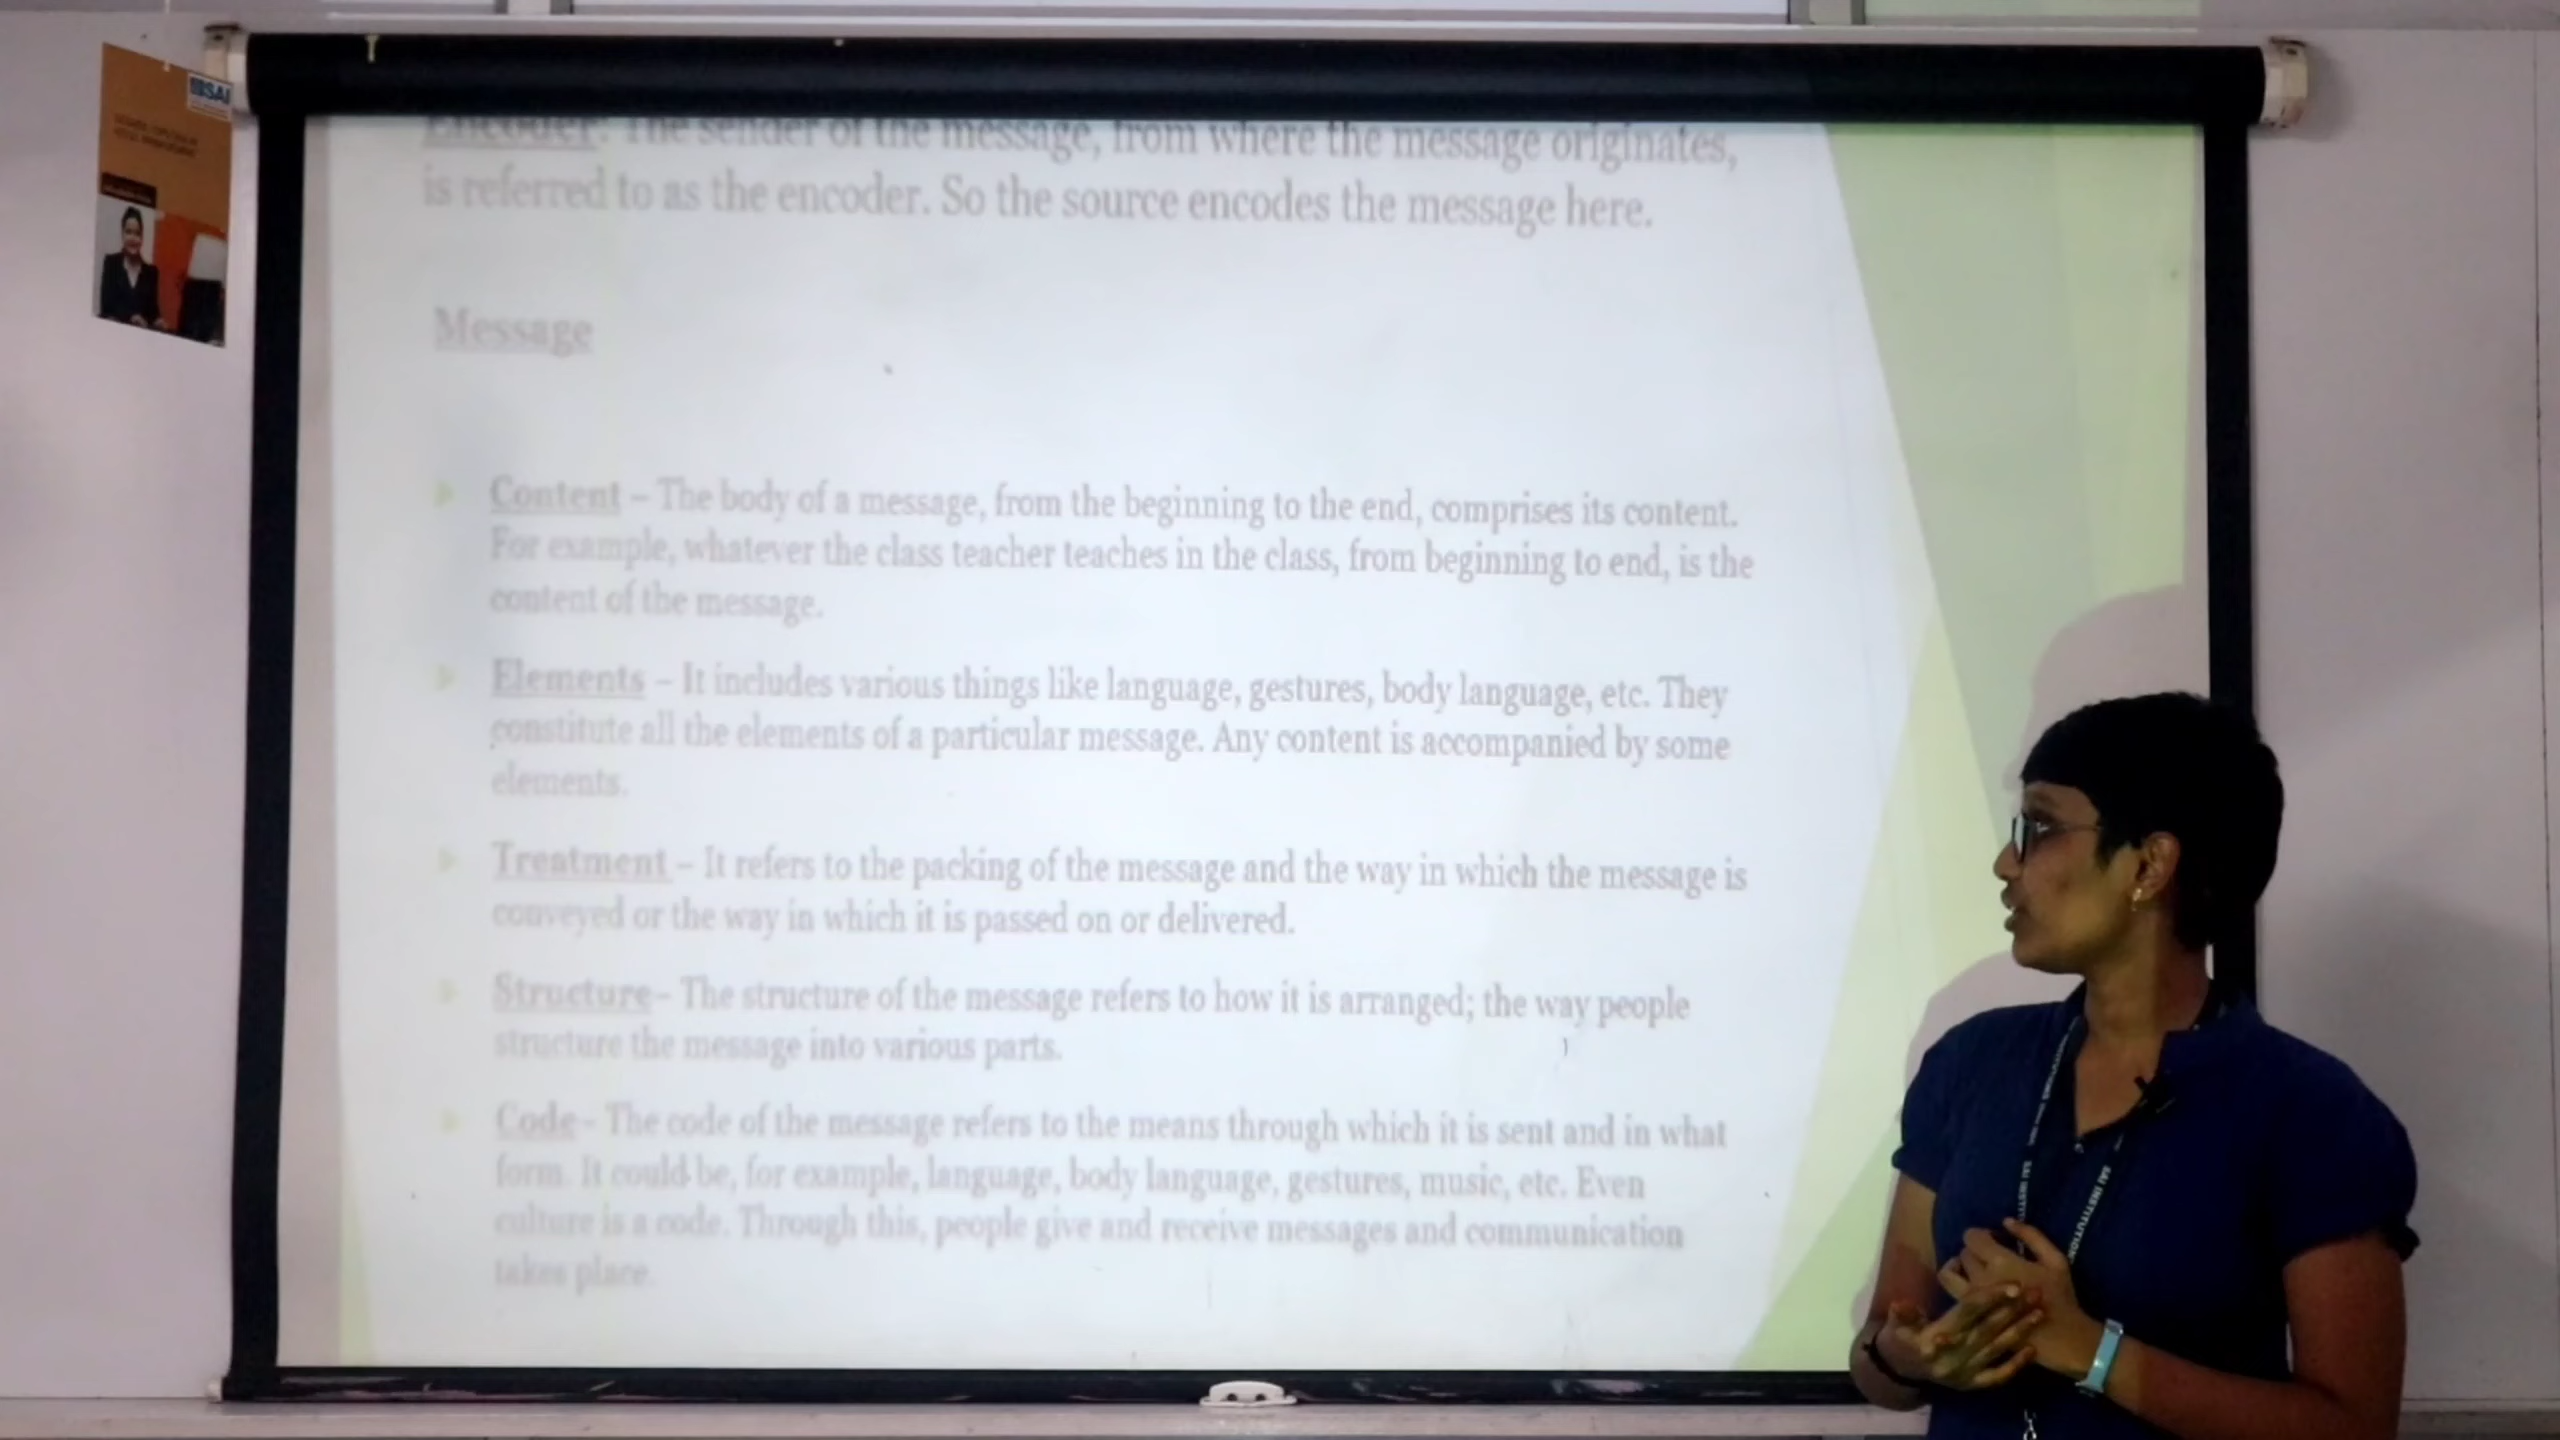 SAI
Encoder: The sender of the message, from where the message originates,
is referred to as the encoder. So the source encodes the message here.
Message
Content – The body of a message, from the beginning to the end, comprises its content.
For example, whatever the class teacher teaches in the class, from beginning to end, is the
content of the message.
Elements – It includes various things like language, gestures, body language, etc. They
constitute all the elements of a particular message. Any content is accompanied by some
elements.
Treatment – It refers to the packing of the message and the way in which the message is
conveyed or the way in which it is passed on or delivered.
Structure– The structure of the message refers to how it is arranged; the way people
structure the message into various parts.
Code– The code of the message refers to the means through which it is sent and in what
form. It could be, for example, language, body language, gestures, music, etc. Even
culture is a code. Through this, people give and receive messages and communication
takes place.
SAI INSTITUTION